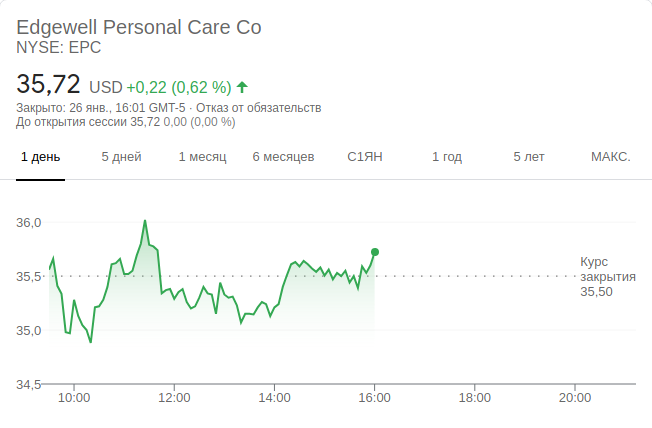 Edgewell Personal Care Co
NYSE: EPC
35,72 USD +0,22 (0,62 %)
Закрыто: 26 янв., 16:01 GMT-5 · Отказ от обязательств
До открытия сессии 35,72 0,00 (0,00 %)
1 день 5 дней 1 месяц 6 месяцев С1ЯН 1 год 5 лет МАКС.
36,0
35,5
35,0
34,5
Курс
закрытия
35,50
10:00 12:00 14:00 16:00 18:00 20:00